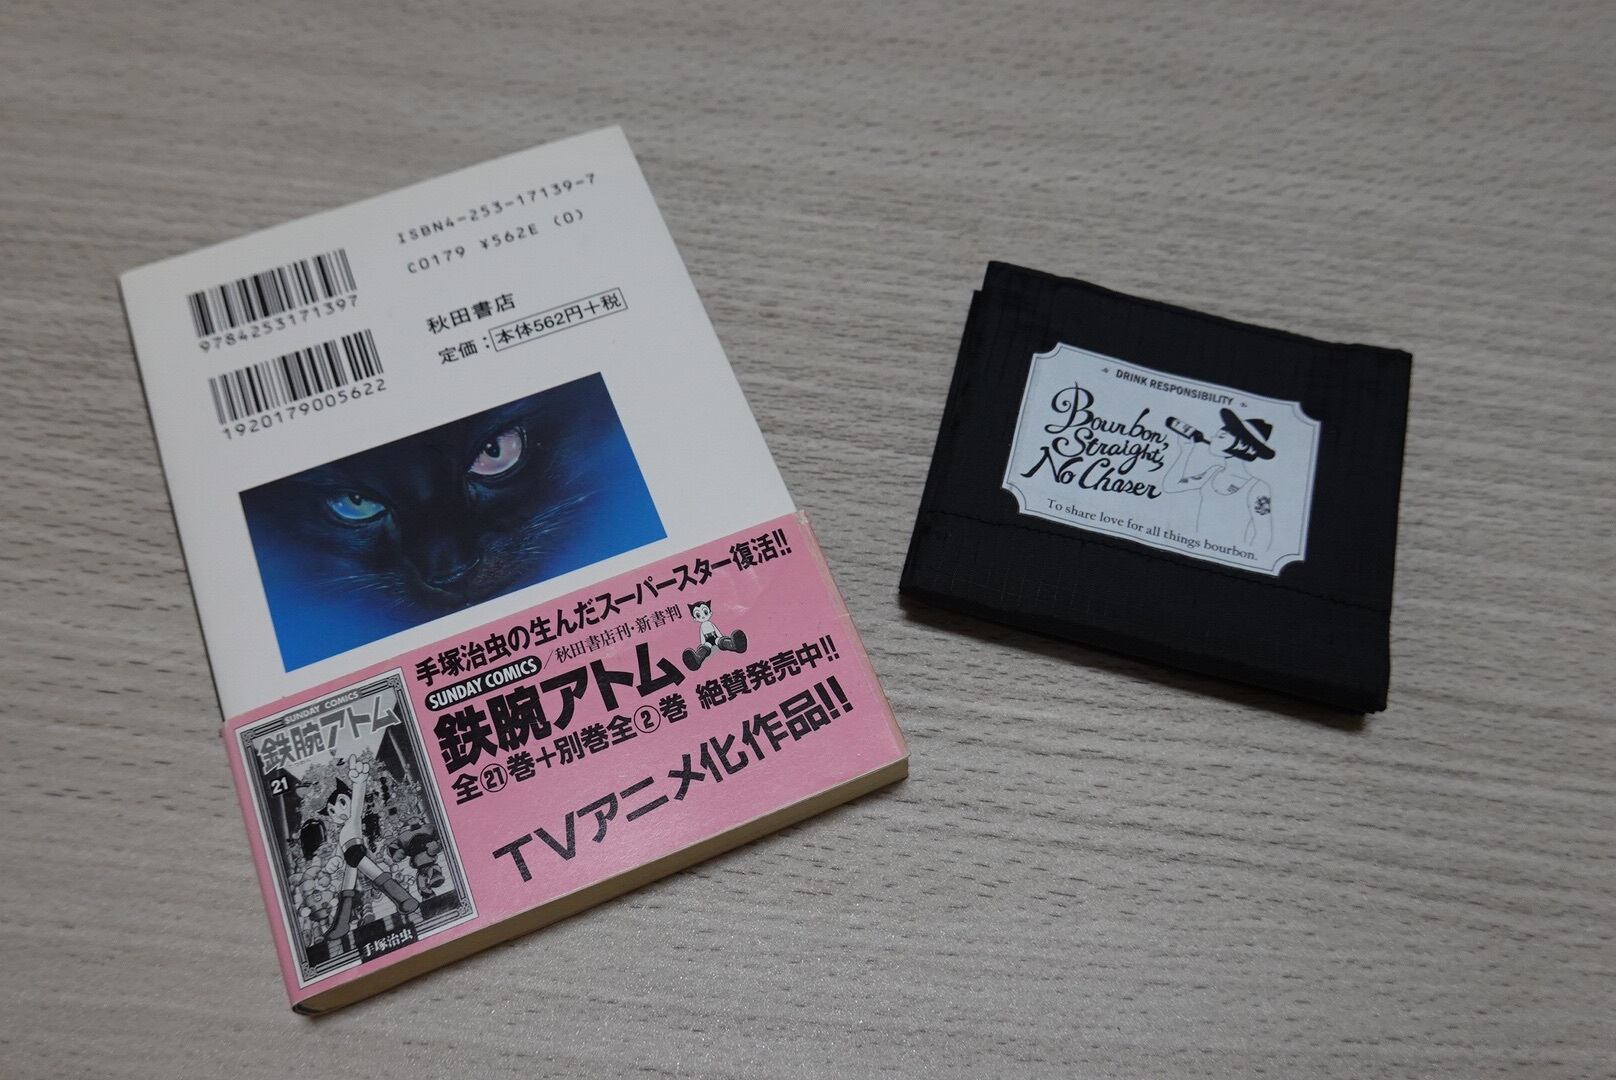 ISBN4-253-17139-7
C0179 ¥562E (0)
9784253171397
1920179005622
秋田書店
定価：本体562円＋税
手塚治虫の生んだスーパースター復活!!
SUNDAY COMICS／秋田書店刊・新書判
鉄腕アトム
全㉑巻＋別巻全②巻 絶賛発売中!!
TVアニメ化作品!!
SUNDAY COMICS
鉄腕アトム
21
手塚治虫
DRINK RESPONSIBILITY
Bourbon,
Straight,
No Chaser
To share love for all things bourbon.